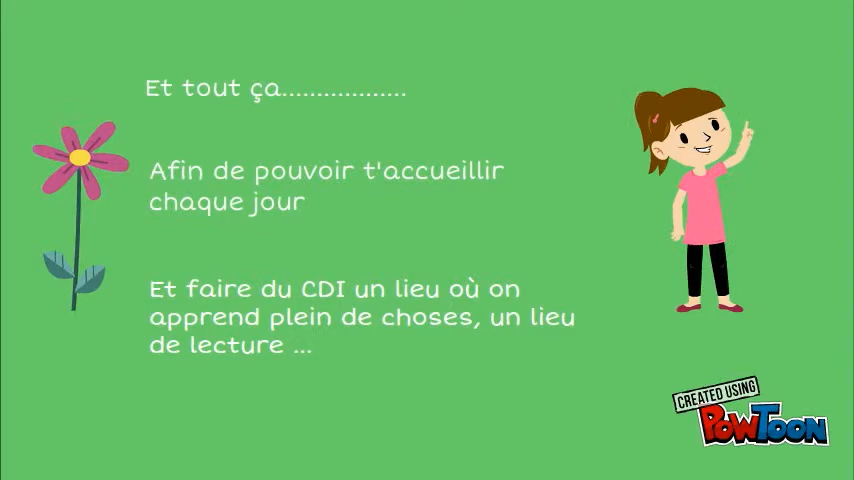 Et tout ça..................
Afin de pouvoir t'accueillir
chaque jour
Et faire du CDI un lieu où on
apprend plein de choses, un lieu
de lecture ...
CREATED USING
POWTOON